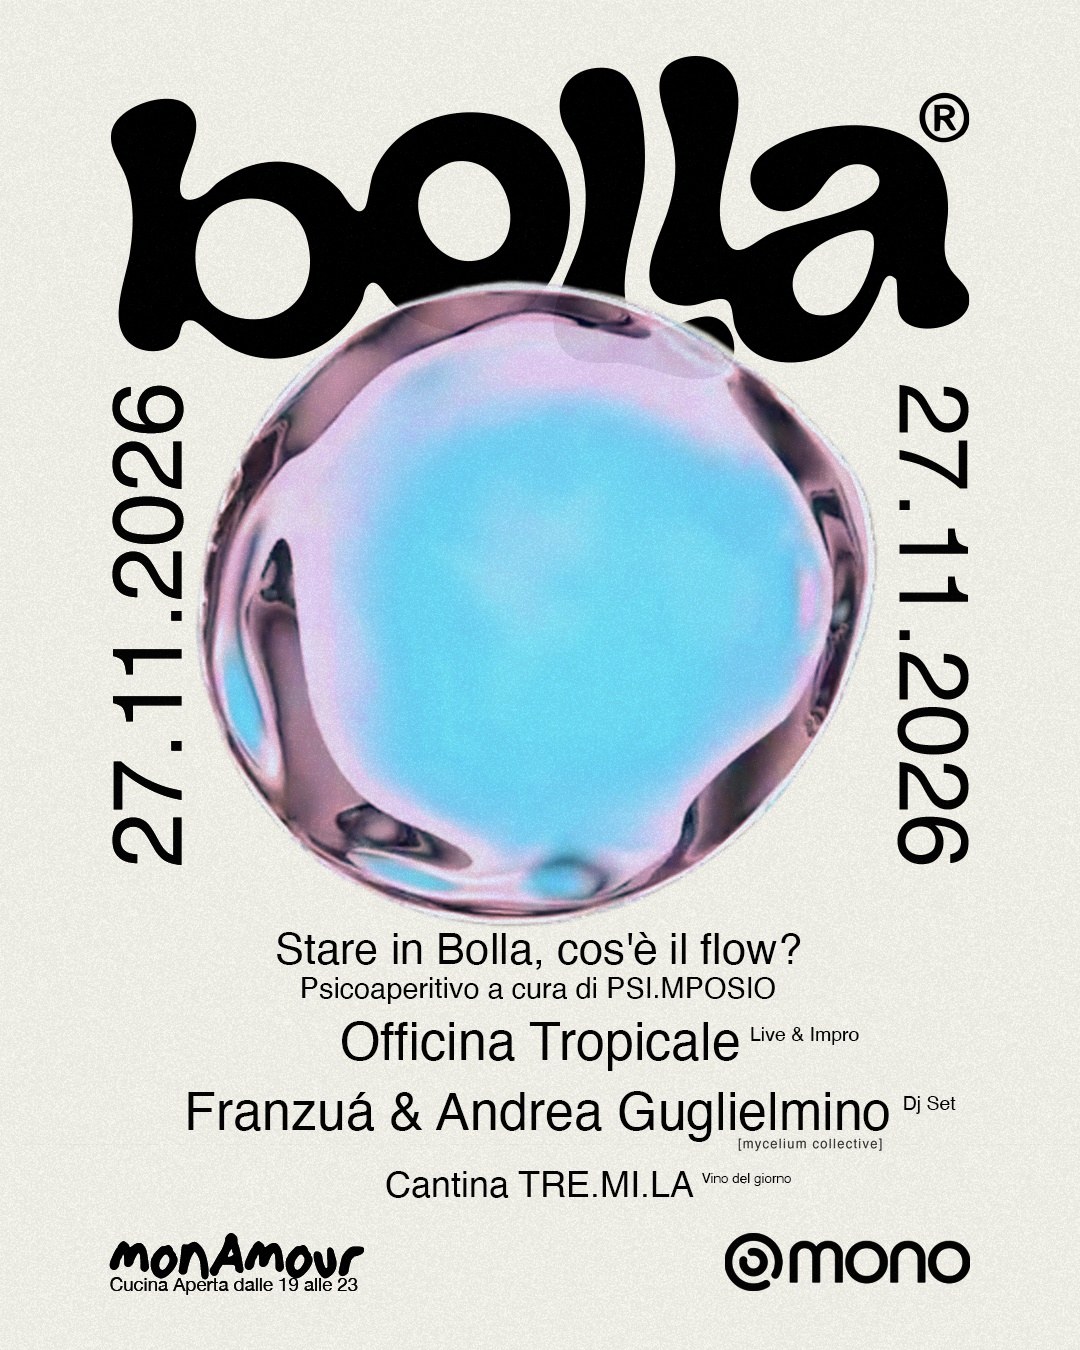 bolla®
27.11.2026
27.11.2026
Stare in Bolla, cos'è il flow?
Psicoaperitivo a cura di PSI.MPOSIO
Officina Tropicale Live & Impro
Franzuá & Andrea Guglielmino Dj Set
[mycelium collective]
Cantina TRE.MI.LA Vino del giorno
monAmour
Cucina Aperta dalle 19 alle 23
mono